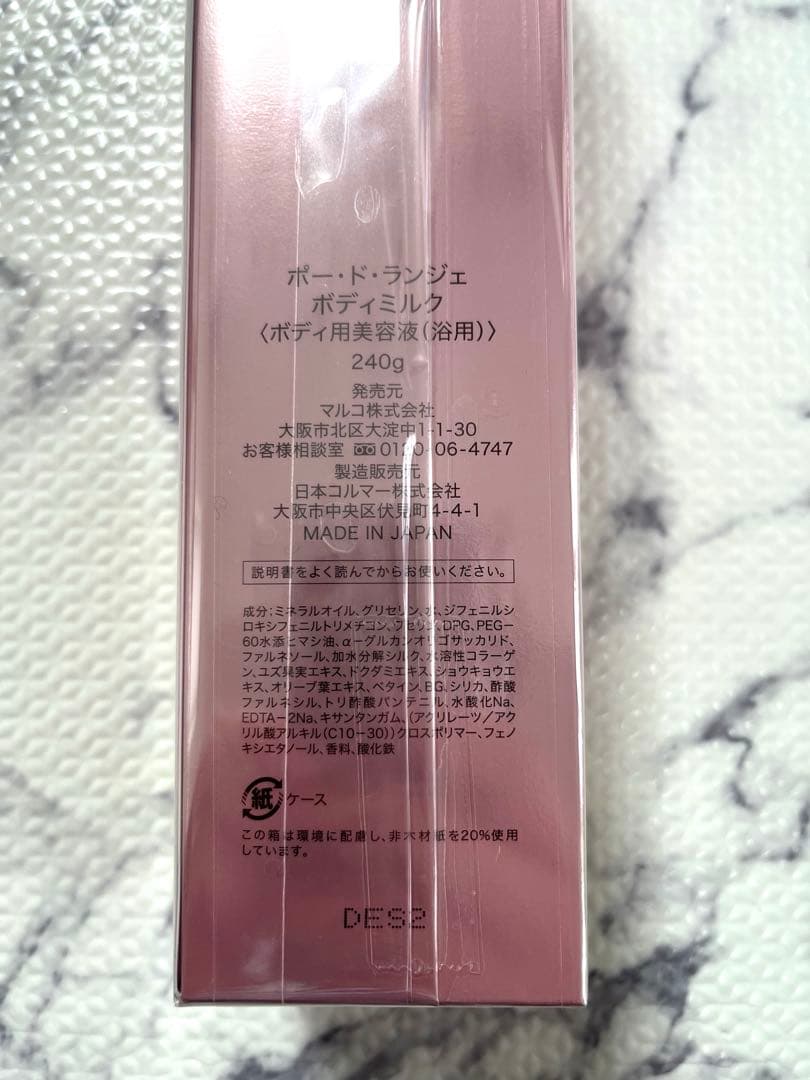 ポー・ド・ランジェ
ボディミルク
〈ボディ用美容液(浴用)〉
240g
発売元
マルコ株式会社
大阪市北区大淀中1-1-30
お客様相談室 0120-06-4747
製造販売元
日本コルマー株式会社
大阪市中央区伏見町4-4-1
MADE IN JAPAN
説明書をよく読んでからお使いください。
成分:ミネラルオイル、グリセリン、水、ジフェニルシ
ロキシフェニルトリメチコン、ワセリン、DPG、PEG-
60水添ヒマシ油、α-グルカンオリゴサッカリド、
ファルネソール、加水分解シルク、水溶性コラーゲ
ン、ユズ果実エキス、ドクダミエキス、ショウキョウエ
キス、オリーブ葉エキス、ベタイン、BG、シリカ、酢酸
ファルネシル、トリ酢酸パンテニル、水酸化Na、
EDTA-2Na、キサンタンガム、(アクリレーツ/アク
リル酸アルキル(C10-30))クロスポリマー、フェノ
キシエタノール、香料、酸化鉄
紙 ケース
この箱は環境に配慮し、非木材紙を20%使用
しています。
DES2